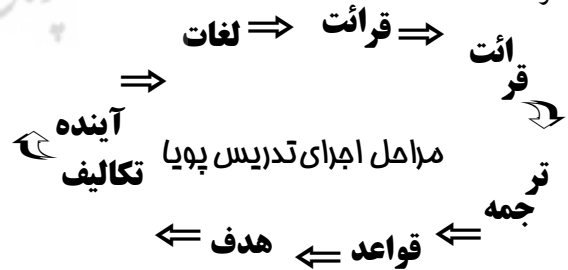 لغات
قرائت
قرائت
ترجمه
قواعد
هدف
آینده
تکالیف
مراحل اجرای تدریس پویا